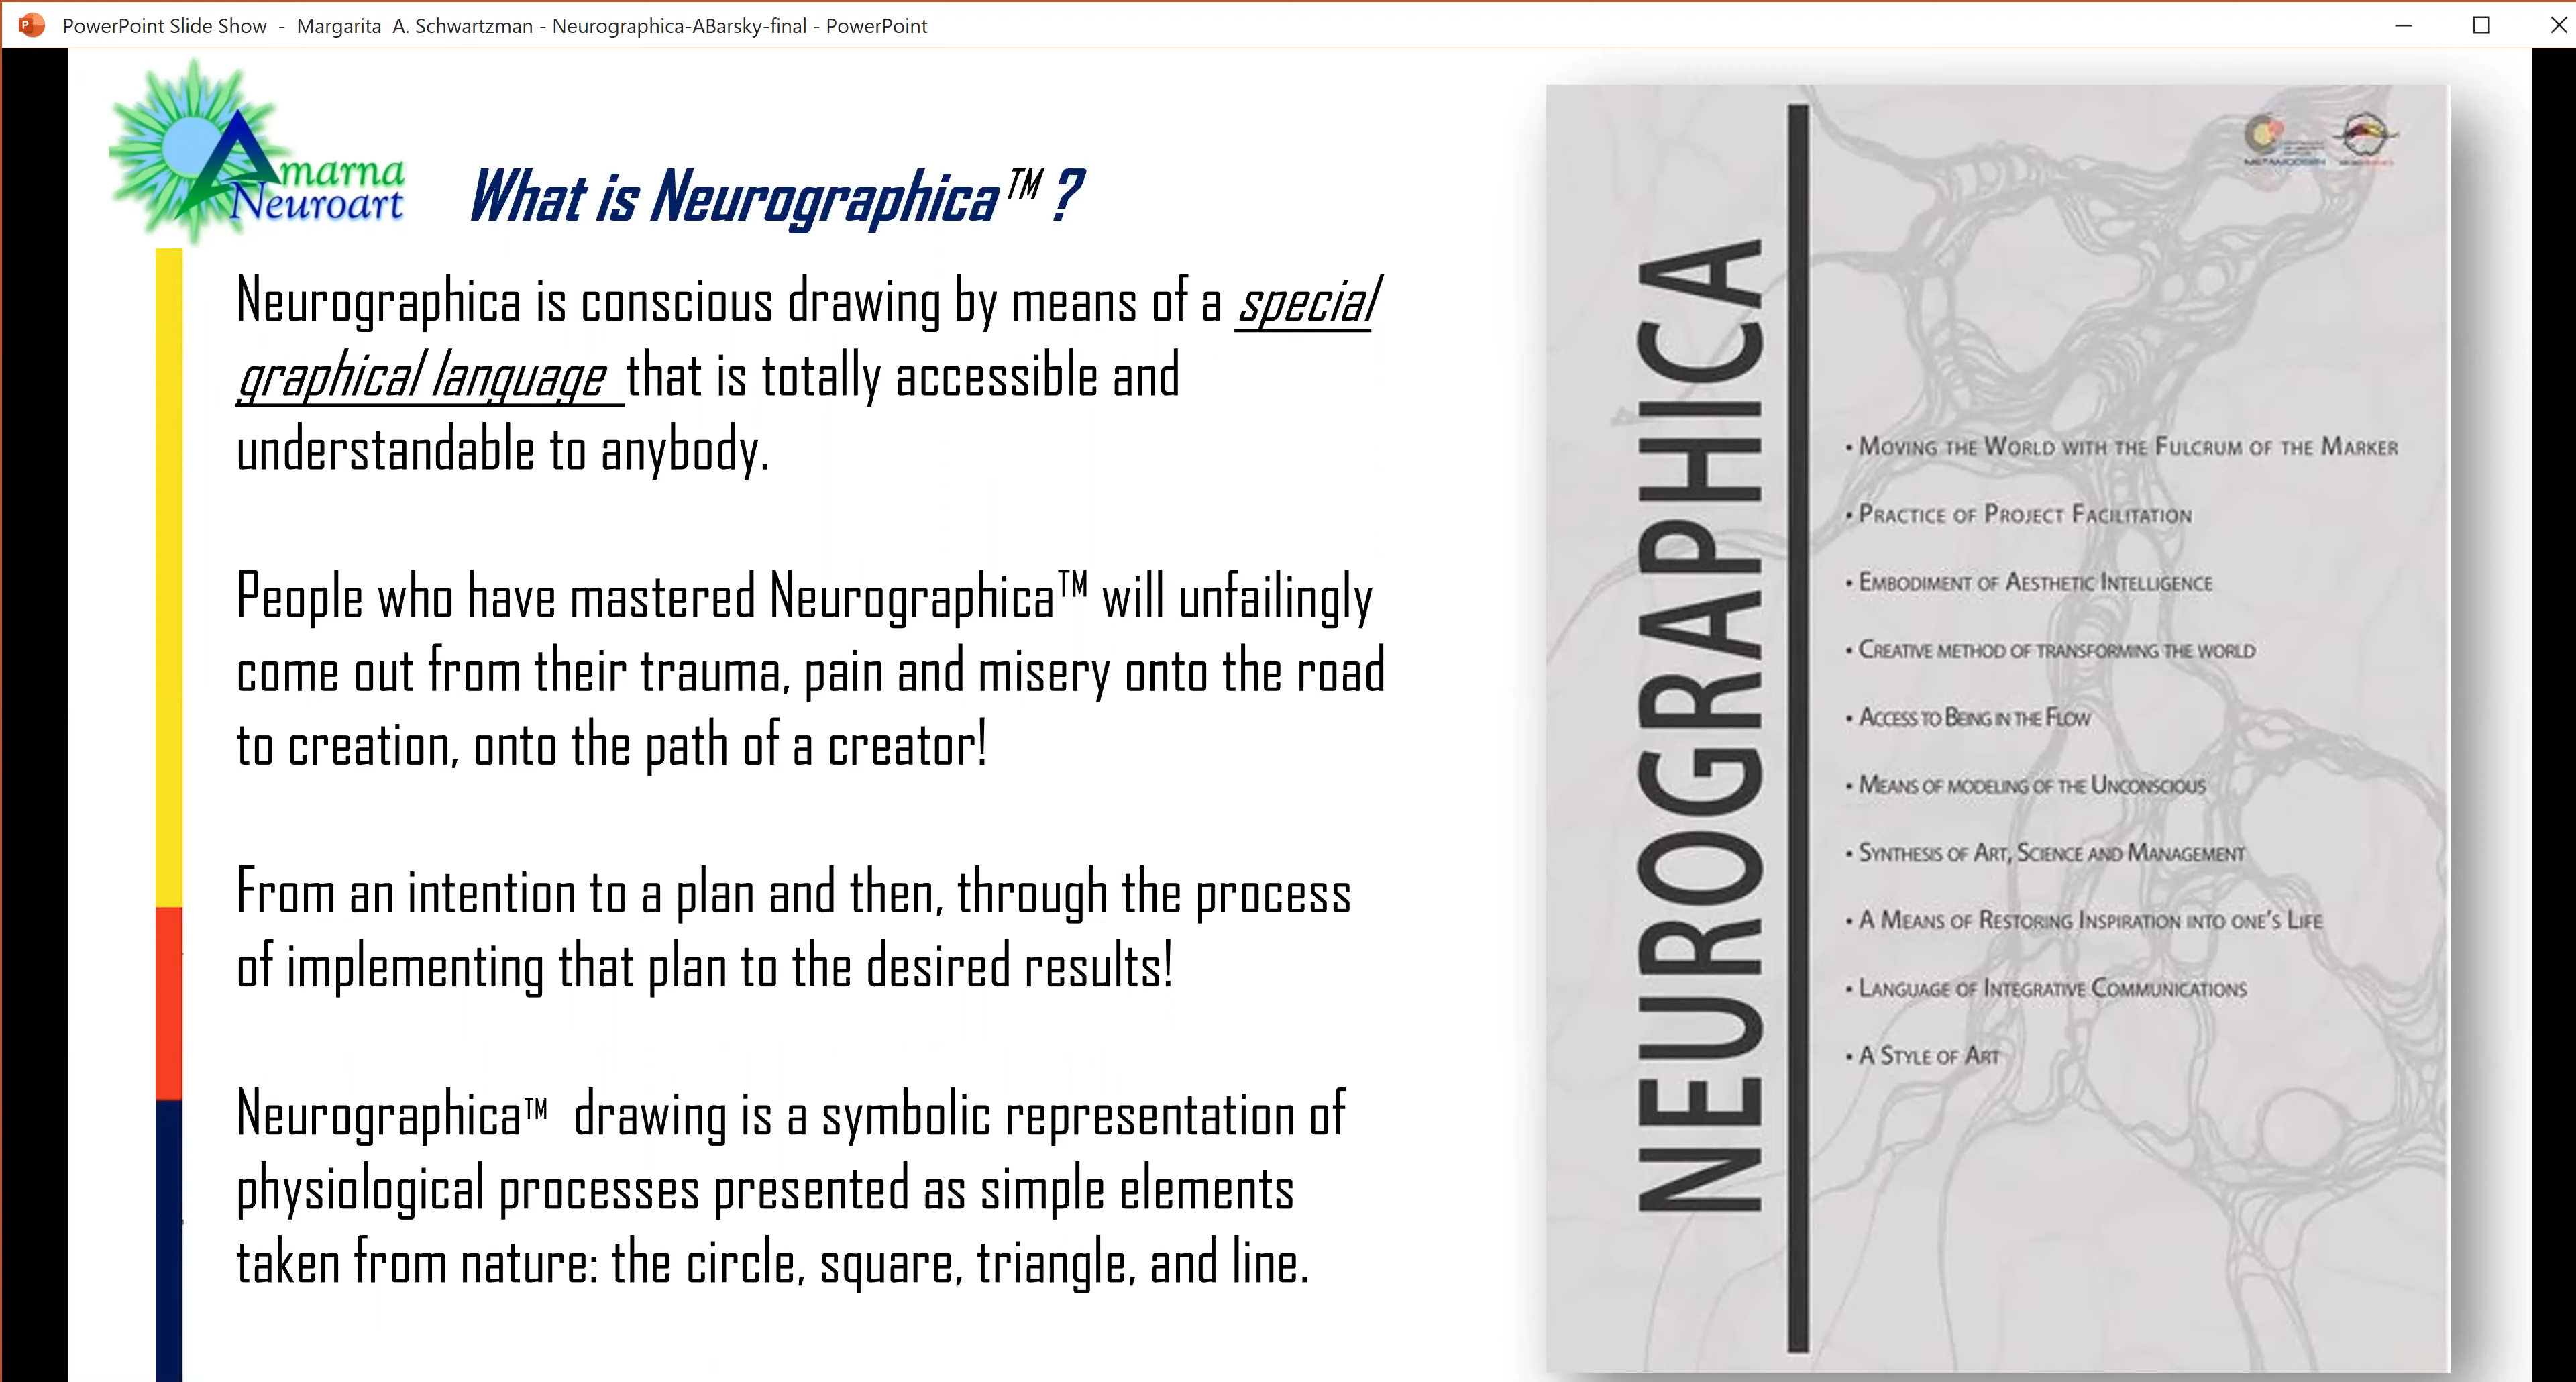 PowerPoint Slide Show - Margarita A. Schwartzman - Neurographica-ABarsky-final - PowerPoint
Amarna
Neuroart
What is Neurographica™ ?
Neurographica is conscious drawing by means of a special
graphical language that is totally accessible and
understandable to anybody.
People who have mastered Neurographica™ will unfailingly
come out from their trauma, pain and misery onto the road
to creation, onto the path of a creator!
From an intention to a plan and then, through the process
of implementing that plan to the desired results!
Neurographica™ drawing is a symbolic representation of
physiological processes presented as simple elements
taken from nature: the circle, square, triangle, and line.
NEUROGRAPHICA
• MOVING THE WORLD WITH THE FULCRUM OF THE MARKER
• PRACTICE OF PROJECT FACILITATION
• EMBODIMENT OF AESTHETIC INTELLIGENCE
• CREATIVE METHOD OF TRANSFORMING THE WORLD
• ACCESS TO BEING IN THE FLOW
• MEANS OF MODELING OF THE UNCONSCIOUS
• SYNTHESIS OF ART, SCIENCE AND MANAGEMENT
• A MEANS OF RESTORING INSPIRATION INTO ONE'S LIFE
• LANGUAGE OF INTEGRATIVE COMMUNICATIONS
• A STYLE OF ART